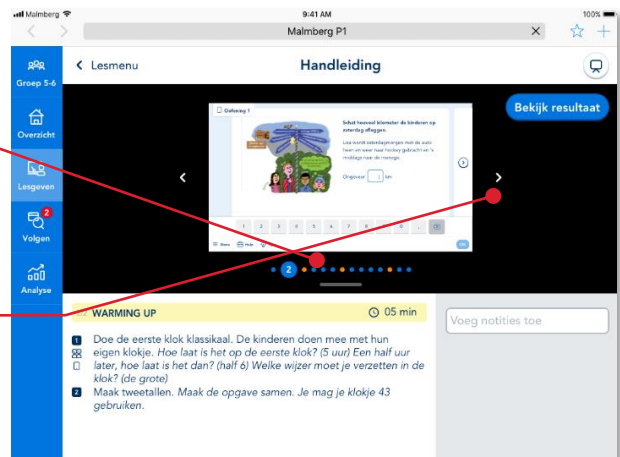 Malmberg
9:41 AM
100%
Malmberg P1
Groep 5-6
Overzicht
Lesgeven
2
Volgen
Analyse
Lesmenu
Handleiding
Bekijk resultaat
Oefening 1
Schat hoeveel kilometer de kinderen op
zaterdag afleggen.
Ongeveer
km
1 2 3 4 5 6 7 8 9 0 ,
Menu Help
2
WARMING UP
05 min
1 Doe de eerste klok klassikaal. De kinderen doen mee met hun
eigen klokje. Hoe laat is het op de eerste klok? (5 uur) Een half uur
later, hoe laat is het dan? (half 6) Welke wijzer moet je verzetten in de
klok? (de grote)
2 Maak tweetallen. Maak de opgave samen. Je mag je klokje 43
gebruiken.
Voeg notities toe